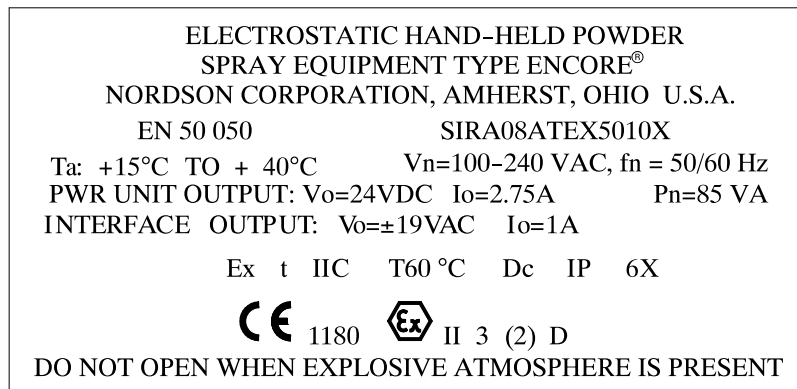 ELECTROSTATIC HAND-HELD POWDER
SPRAY EQUIPMENT TYPE ENCORE®
NORDSON CORPORATION, AMHERST, OHIO U.S.A.
EN 50 050 SIRA08ATEX5010X
Ta: +15°C TO + 40°C Vn=100-240 VAC, fn = 50/60 Hz
PWR UNIT OUTPUT: Vo=24VDC Io=2.75A Pn=85 VA
INTERFACE OUTPUT: Vo=±19VAC Io=1A
Ex t IIC T60 °C Dc IP 6X
CE 1180 Ex II 3 (2) D
DO NOT OPEN WHEN EXPLOSIVE ATMOSPHERE IS PRESENT